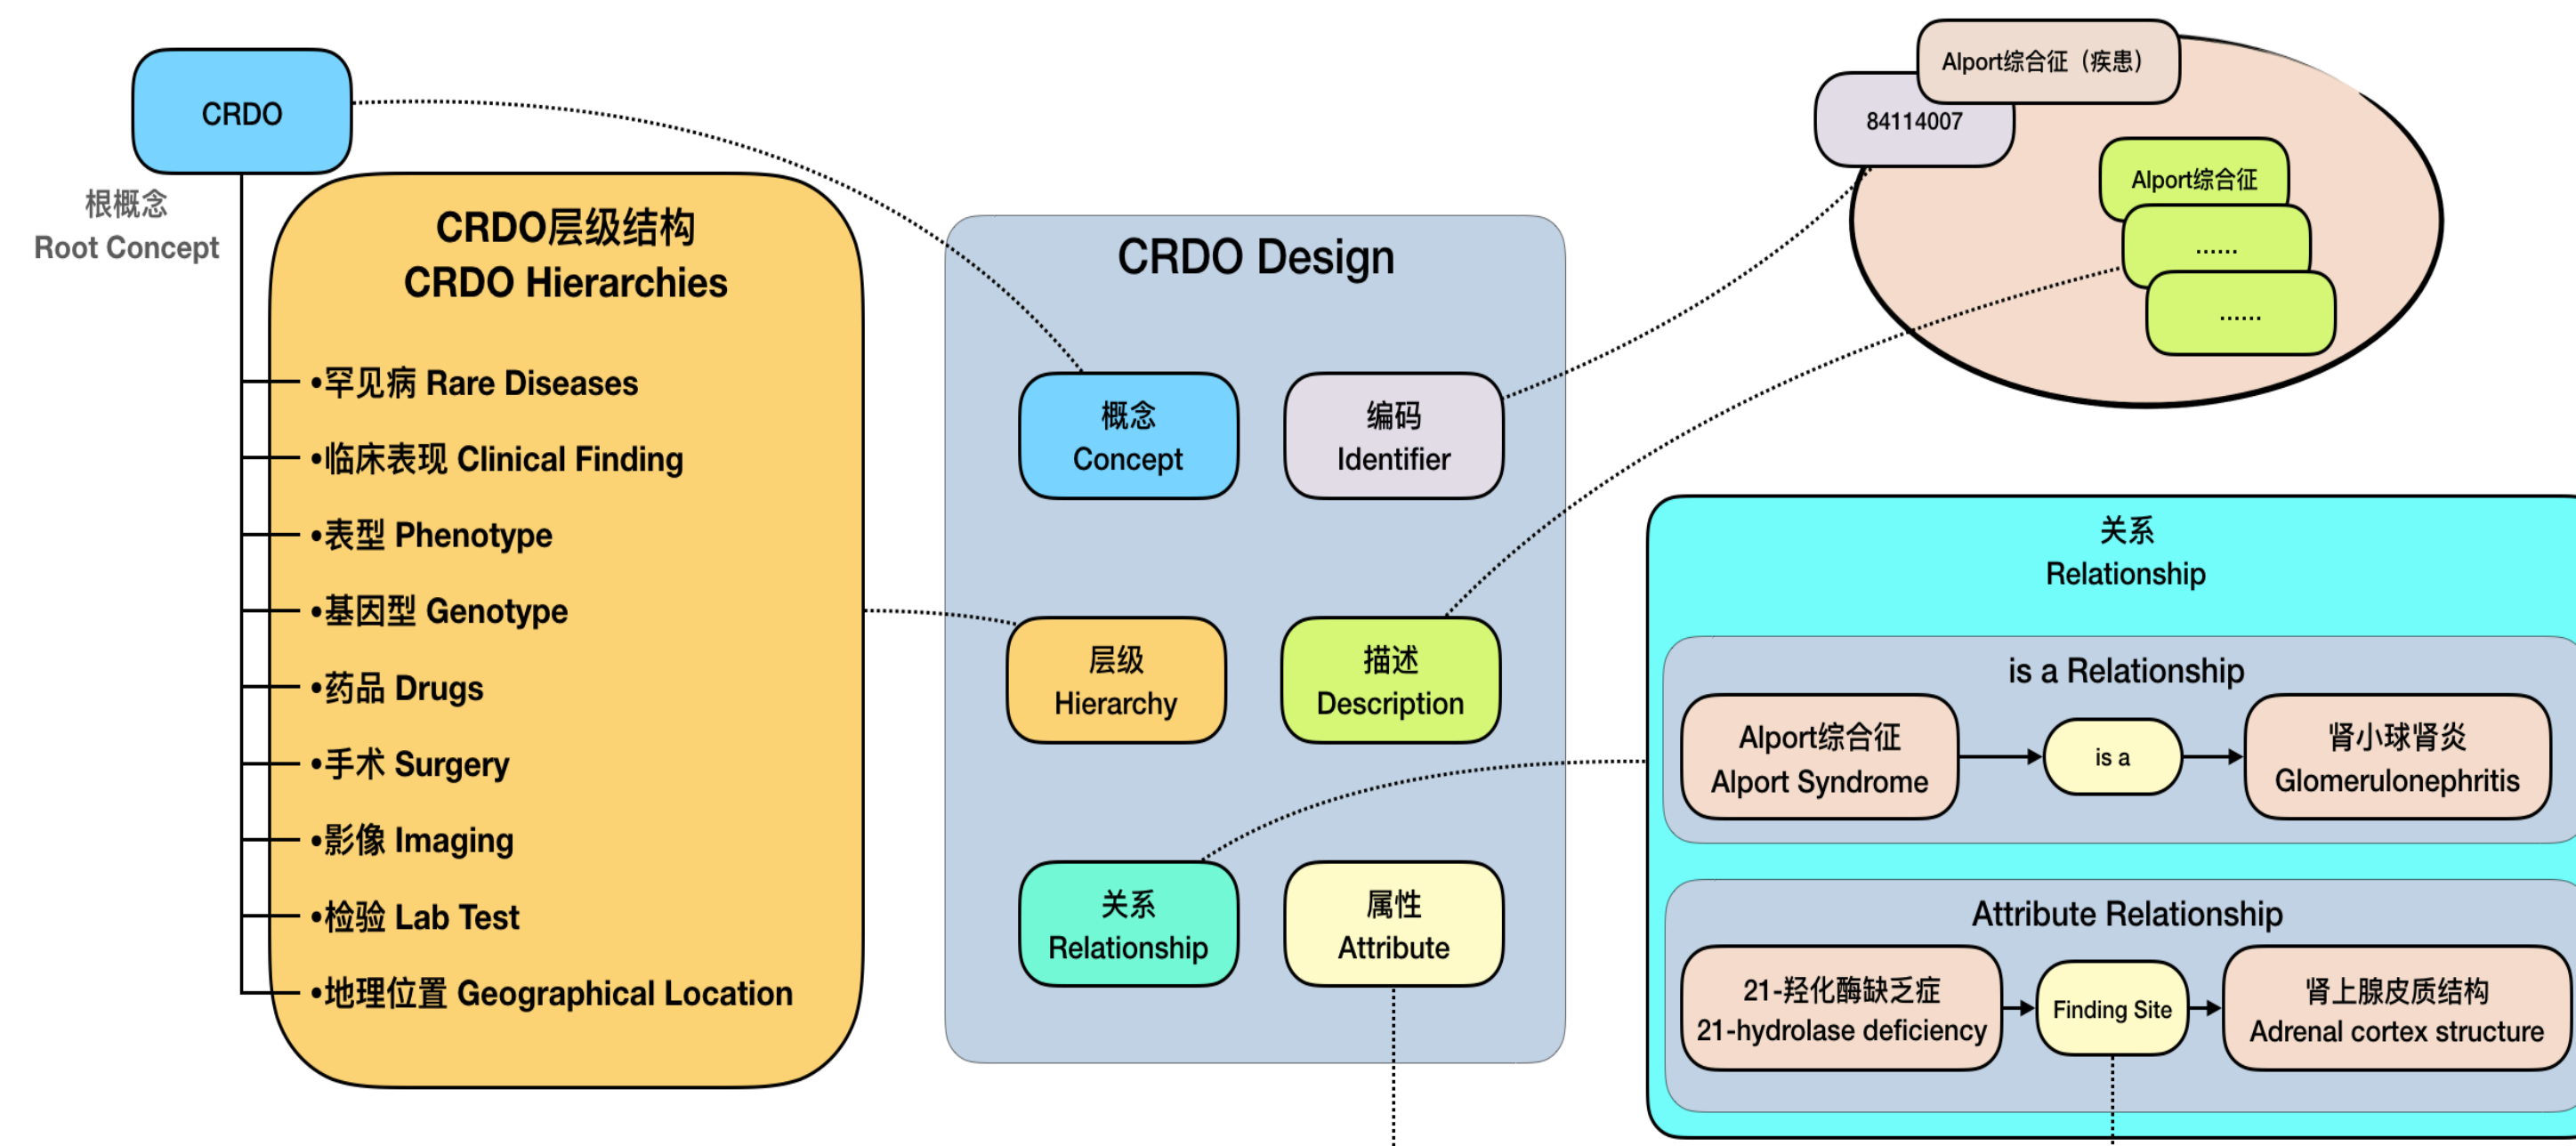 CRDO
根概念
Root Concept
CRDO层级结构
CRDO Hierarchies
•罕见病 Rare Diseases
•临床表现 Clinical Finding
•表型 Phenotype
•基因型 Genotype
•药品 Drugs
•手术 Surgery
•影像 Imaging
•检验 Lab Test
•地理位置 Geographical Location
CRDO Design
概念
Concept
编码
Identifier
层级
Hierarchy
描述
Description
关系
Relationship
属性
Attribute
Alport综合征（疾患）
84114007
Alport综合征
……
……
关系
Relationship
is a Relationship
Alport综合征
Alport Syndrome
is a
肾小球肾炎
Glomerulonephritis
Attribute Relationship
21-羟化酶缺乏症
21-hydrolase deficiency
Finding Site
肾上腺皮质结构
Adrenal cortex structure